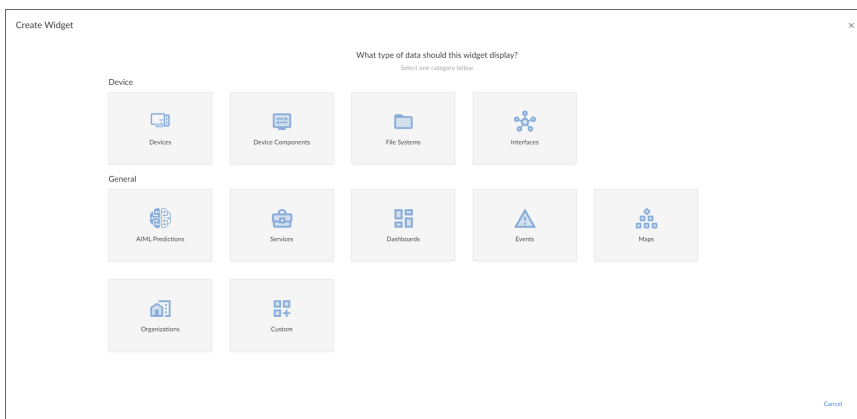 Create Widget
×
What type of data should this widget display?
Select one category below
Device
Devices
Device Components
File Systems
Interfaces
General
AIML Predictions
Services
Dashboards
Events
Maps
Organizations
Custom
Cancel